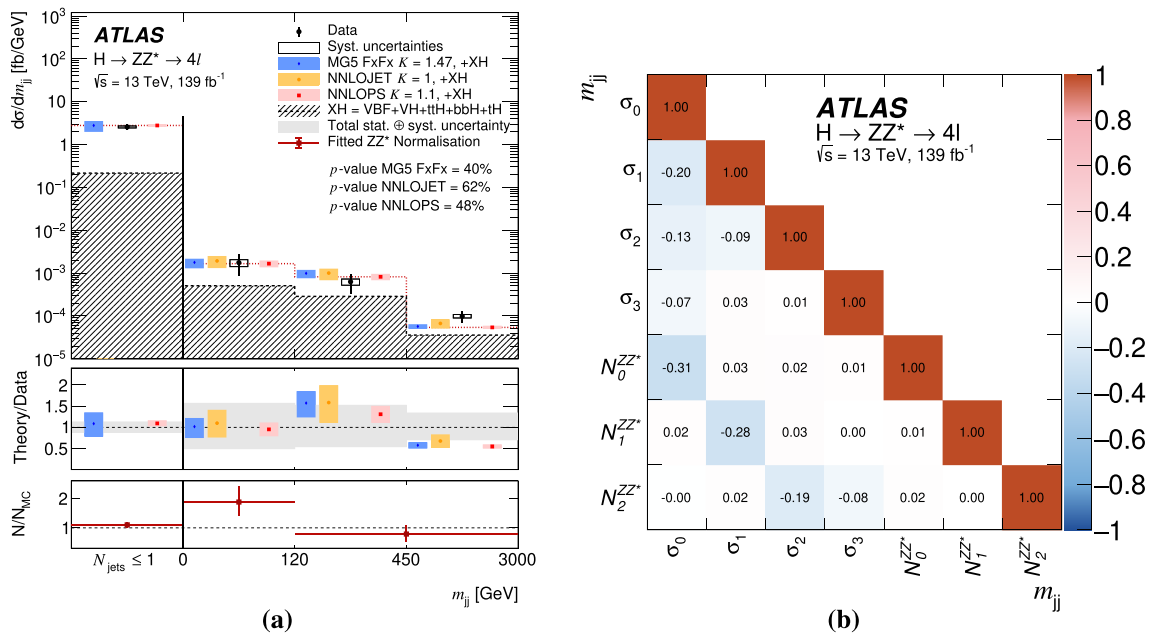 ATLAS
H → ZZ* → 4l
√s = 13 TeV, 139 fb⁻¹
Data
Syst. uncertainties
MG5 FxFx K = 1.47, +XH
NNLOJET K = 1, +XH
NNLOPS K = 1.1, +XH
XH = VBF+VH+ttH+bbH+tH
Total stat. ⊕ syst. uncertainty
Fitted ZZ* Normalisation
p-value MG5 FxFx = 40%
p-value NNLOJET = 62%
p-value NNLOPS = 48%
dσ/dm_jj [fb/GeV]
10³
10²
10
1
10⁻¹
10⁻²
10⁻³
10⁻⁴
10⁻⁵
Theory/Data
2
1.5
1
0.5
N/N_MC
2
1
N_jets ≤ 1
0 120 450 3000
m_jj [GeV]
(a)
m_jj
ATLAS
H → ZZ* → 4l
√s = 13 TeV, 139 fb⁻¹
σ₀ 1.00
σ₁ -0.20 1.00
σ₂ -0.13 -0.09 1.00
σ₃ -0.07 0.03 0.01 1.00
N₀^ZZ* -0.31 0.03 0.02 0.01 1.00
N₁^ZZ* 0.02 -0.28 0.03 0.00 0.01 1.00
N₂^ZZ* -0.00 0.02 -0.19 -0.08 0.02 0.00 1.00
σ₀ σ₁ σ₂ σ₃ N₀^ZZ* N₁^ZZ* N₂^ZZ*
m_jj
1
0.8
0.6
0.4
0.2
0
−0.2
−0.4
−0.6
−0.8
−1
(b)